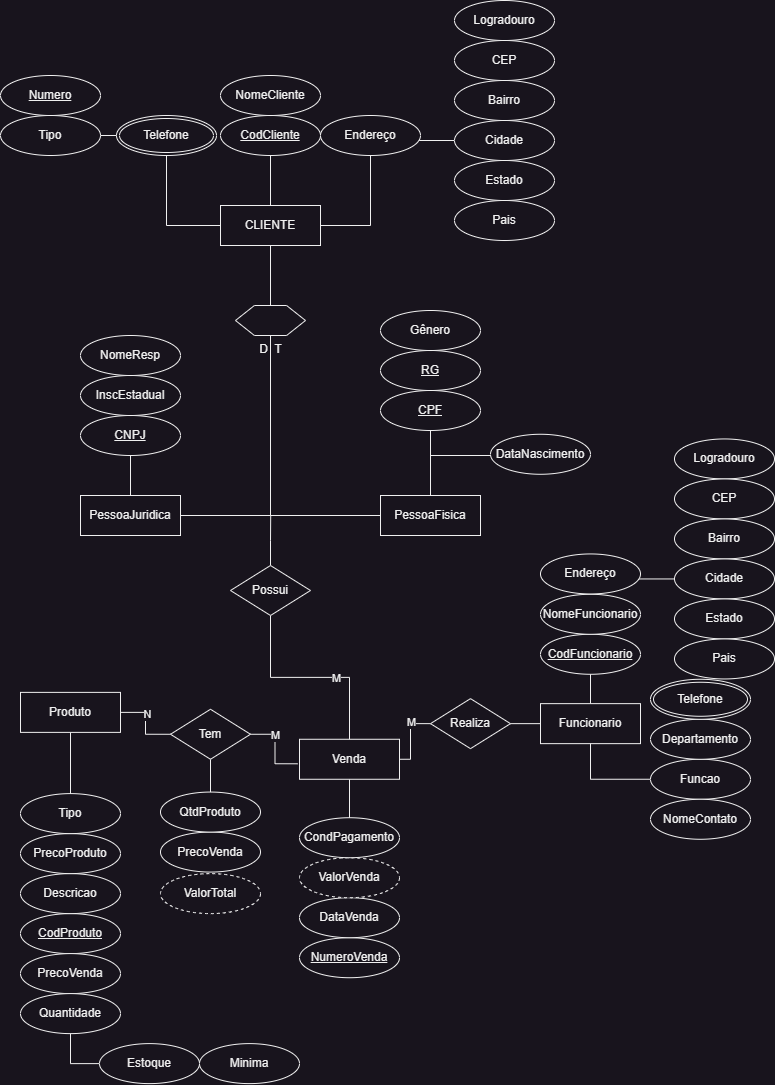 Logradouro
CEP
Bairro
Cidade
Estado
Pais
Numero
Tipo
Telefone
NomeCliente
CodCliente
Endereço
CLIENTE
D T
NomeResp
InscEstadual
CNPJ
PessoaJuridica
Gênero
RG
CPF
DataNascimento
PessoaFisica
Possui
M
Logradouro
CEP
Bairro
Cidade
Estado
Pais
Endereço
NomeFuncionario
CodFuncionario
Funcionario
Telefone
Departamento
Funcao
NomeContato
Realiza
M
Venda
M
Tem
N
Produto
Tipo
PrecoProduto
Descricao
CodProduto
PrecoVenda
Quantidade
Estoque
Minima
QtdProduto
PrecoVenda
ValorTotal
CondPagamento
ValorVenda
DataVenda
NumeroVenda